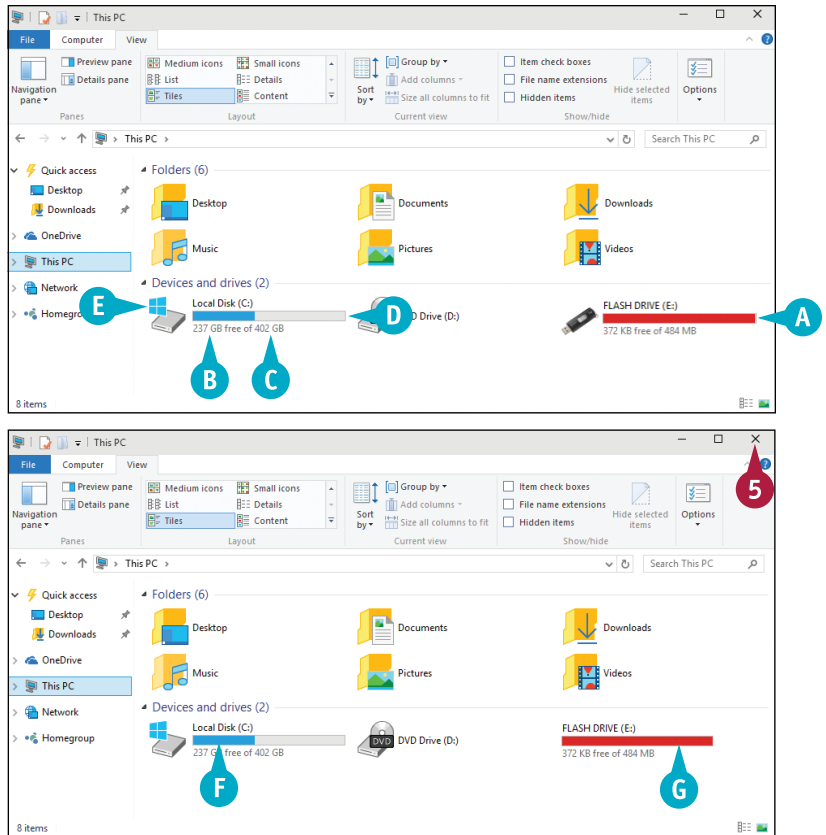 This PC
File Computer View
Preview pane Medium icons Small icons Group by Item check boxes
Details pane List Details Add columns File name extensions
Navigation pane Tiles Content Sort by Size all columns to fit Hidden items Hide selected items Options
Panes Layout Current view Show/hide
This PC Search This PC
Quick access Folders (6)
Desktop Desktop Documents Downloads
Downloads
OneDrive Music Pictures Videos
This PC
Devices and drives (2)
Network Local Disk (C:) Drive (D:) FLASH DRIVE (E:)
E D A
237 GB free of 402 GB 372 KB free of 484 MB
B C
8 items
This PC
5
File Computer View
Preview pane Medium icons Small icons Group by Item check boxes
Details pane List Details Add columns File name extensions
Navigation pane Tiles Content Sort by Size all columns to fit Hidden items Hide selected items Options
Panes Layout Current view Show/hide
This PC Search This PC
Quick access Folders (6)
Desktop Desktop Documents Downloads
Downloads
OneDrive Music Pictures Videos
This PC
Network Devices and drives (2)
Local Disk (C:) FLASH DRIVE (E:)
Homegroup DVD DVD Drive (D:)
237 free of 402 GB 372 KB free of 484 MB
F G
8 items